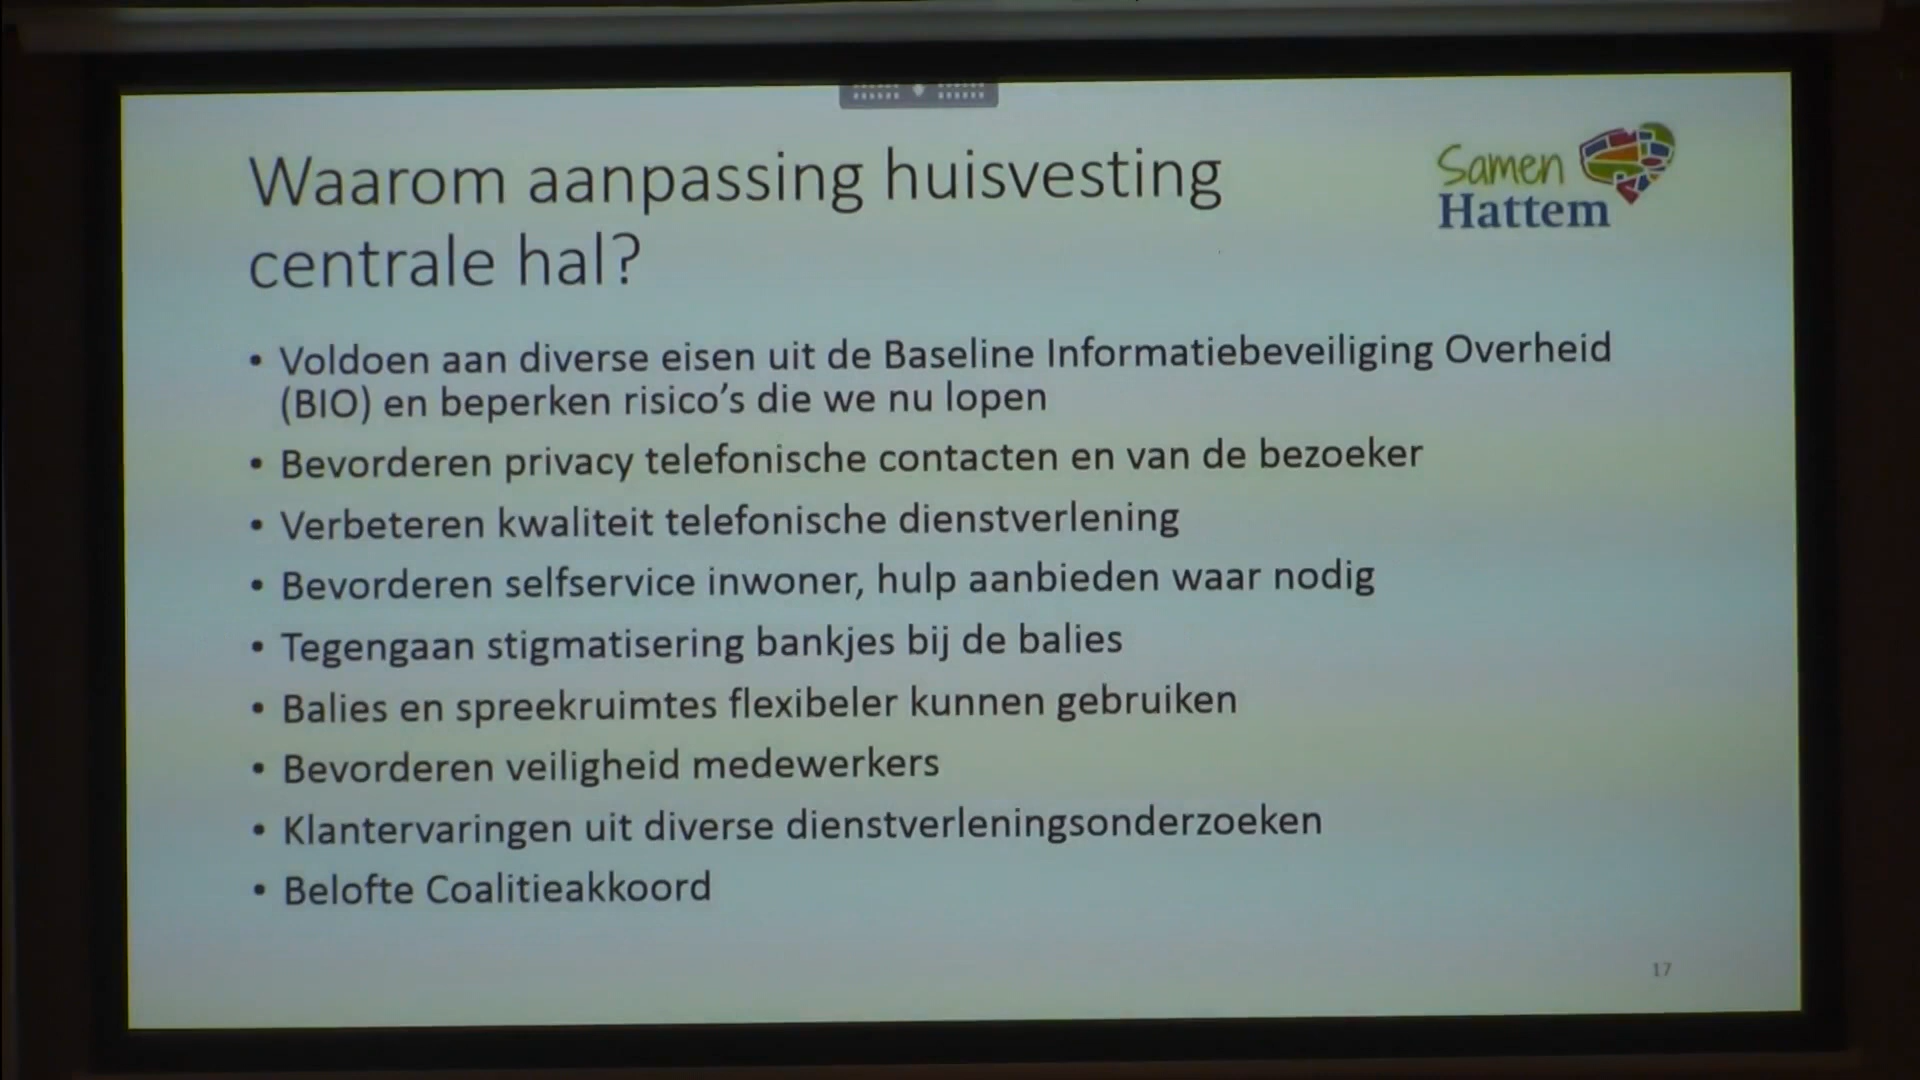 Waarom aanpassing huisvesting
centrale hal?
Samen
Hattem
• Voldoen aan diverse eisen uit de Baseline Informatiebeveiliging Overheid
(BIO) en beperken risico's die we nu lopen
• Bevorderen privacy telefonische contacten en van de bezoeker
• Verbeteren kwaliteit telefonische dienstverlening
• Bevorderen selfservice inwoner, hulp aanbieden waar nodig
• Tegengaan stigmatisering bankjes bij de balies
• Balies en spreekruimtes flexibeler kunnen gebruiken
• Bevorderen veiligheid medewerkers
• Klantervaringen uit diverse dienstverleningsonderzoeken
• Belofte Coalitieakkoord
17